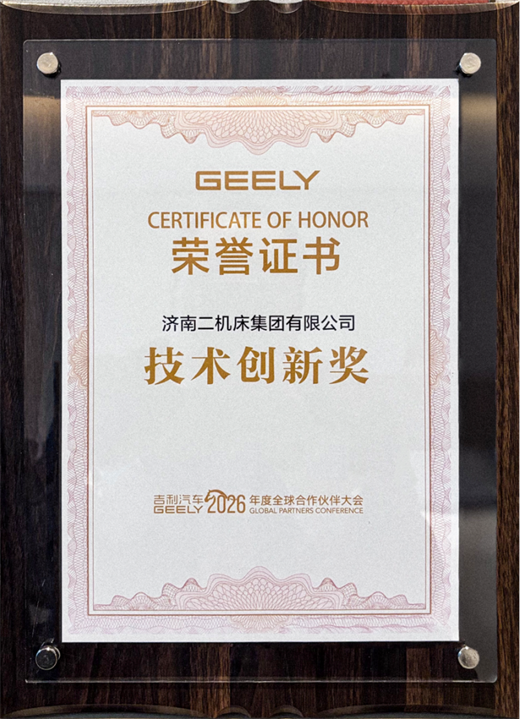 GEELY
CERTIFICATE OF HONOR
荣誉证书
济南二机床集团有限公司
技术创新奖
吉利汽车
GEELY
2026
年度全球合作伙伴大会
GLOBAL PARTNERS CONFERENCE